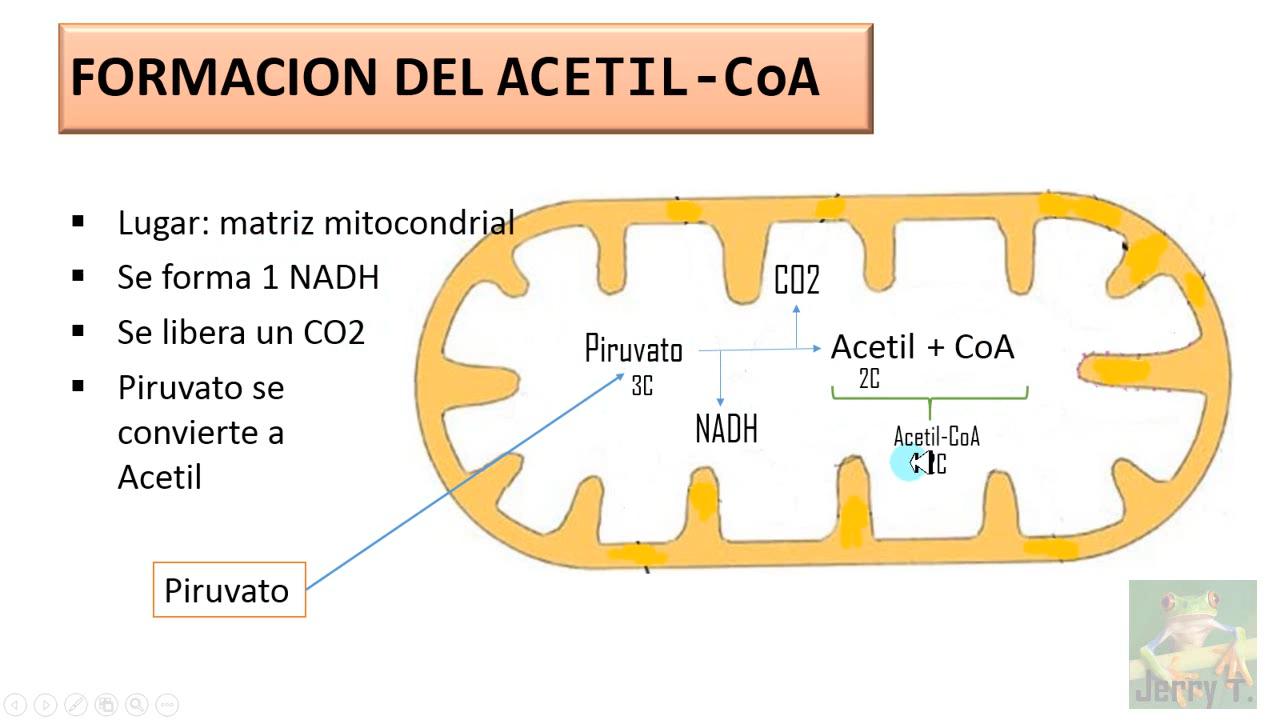 FORMACION DEL ACETIL-CoA
Lugar: matriz mitocondrial
Se forma 1 NADH
Se libera un CO2
Piruvato se
convierte a
Acetil
Piruvato
CO2
Piruvato
3C
Acetil + CoA
2C
NADH
Acetil-CoA
Jerry T.